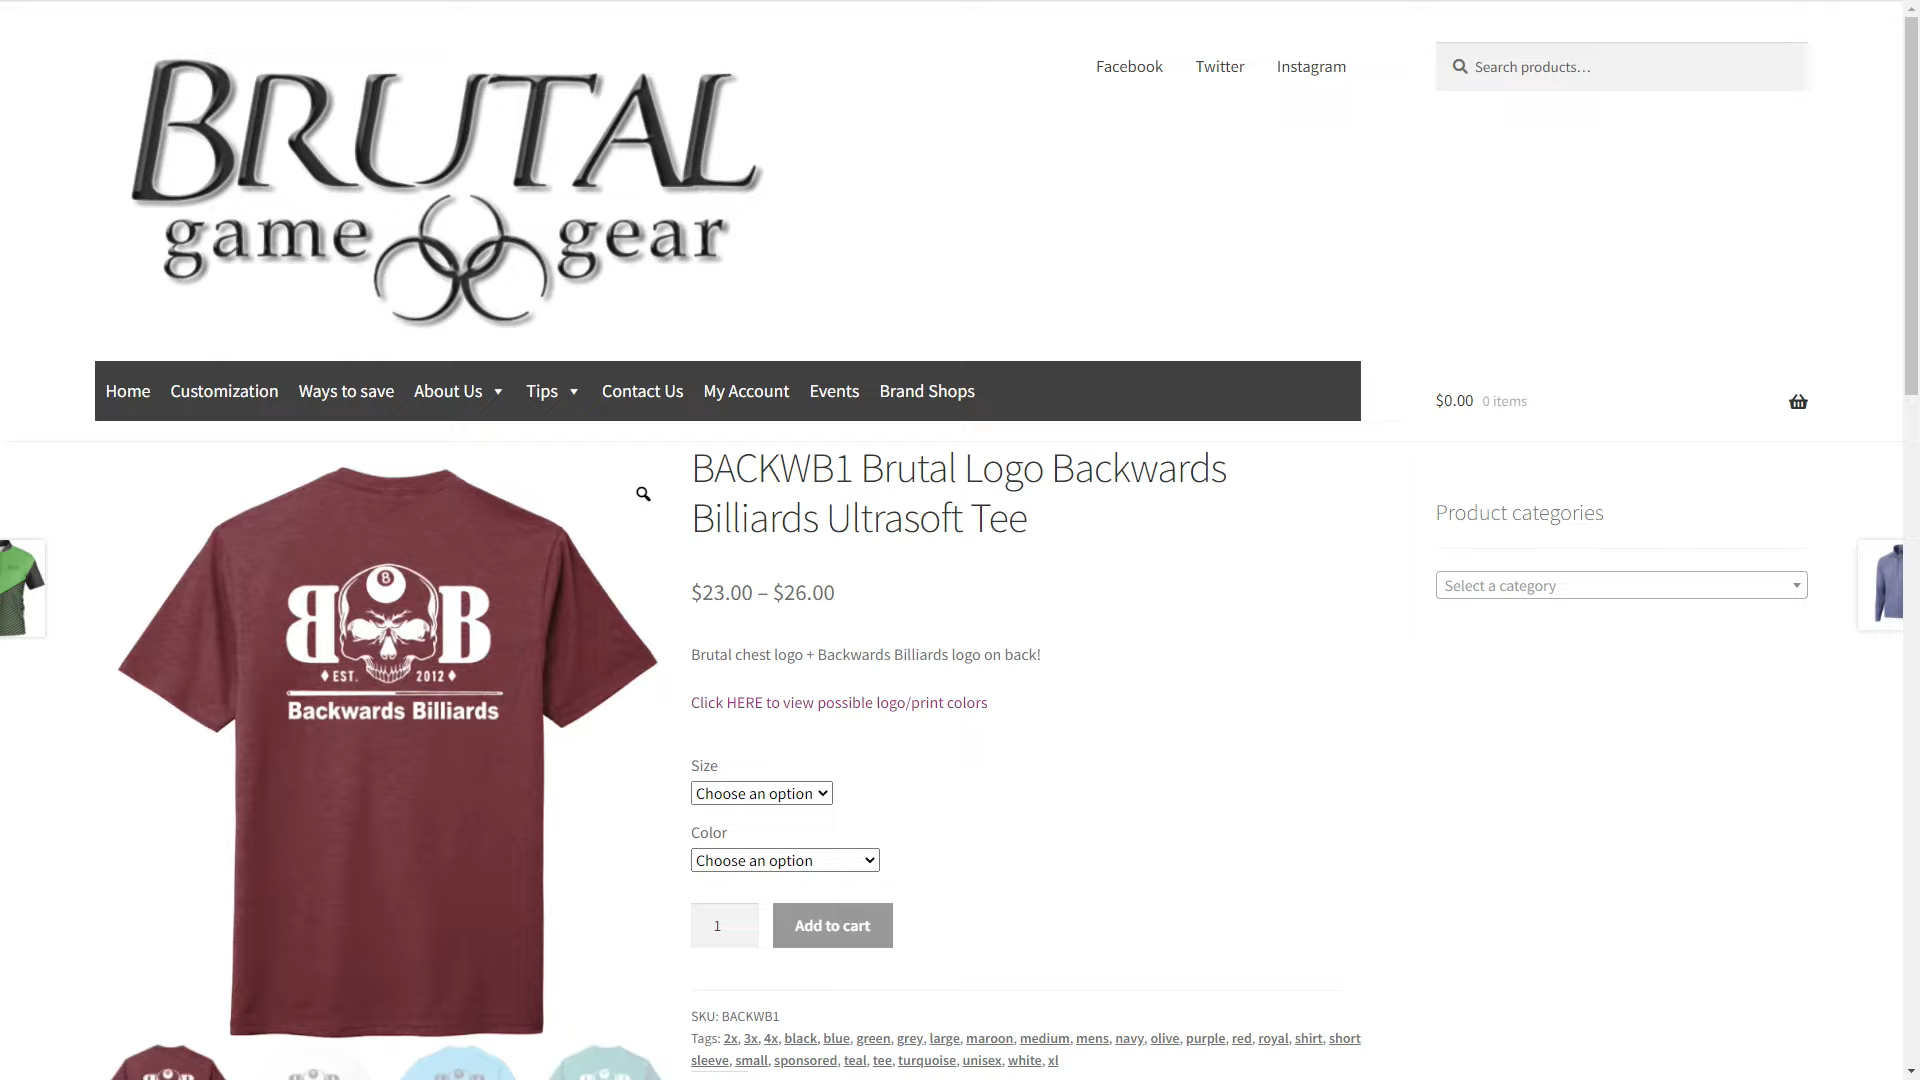 BRUTAL
game gear
Facebook
Twitter
Instagram
Search products…
Home
Customization
Ways to save
About Us
Tips
Contact Us
My Account
Events
Brand Shops
$0.00 0 items
BACKWB1 Brutal Logo Backwards
Billiards Ultrasoft Tee
8
B B
EST. 2012
Backwards Billiards
$23.00 – $26.00
Brutal chest logo + Backwards Billiards logo on back!
Click HERE to view possible logo/print colors
Size
Choose an option
Color
Choose an option
1
Add to cart
SKU: BACKWB1
Tags: 2x, 3x, 4x, black, blue, green, grey, large, maroon, medium, mens, navy, olive, purple, red, royal, shirt, short
sleeve, small, sponsored, teal, tee, turquoise, unisex, white, xl
Product categories
Select a category